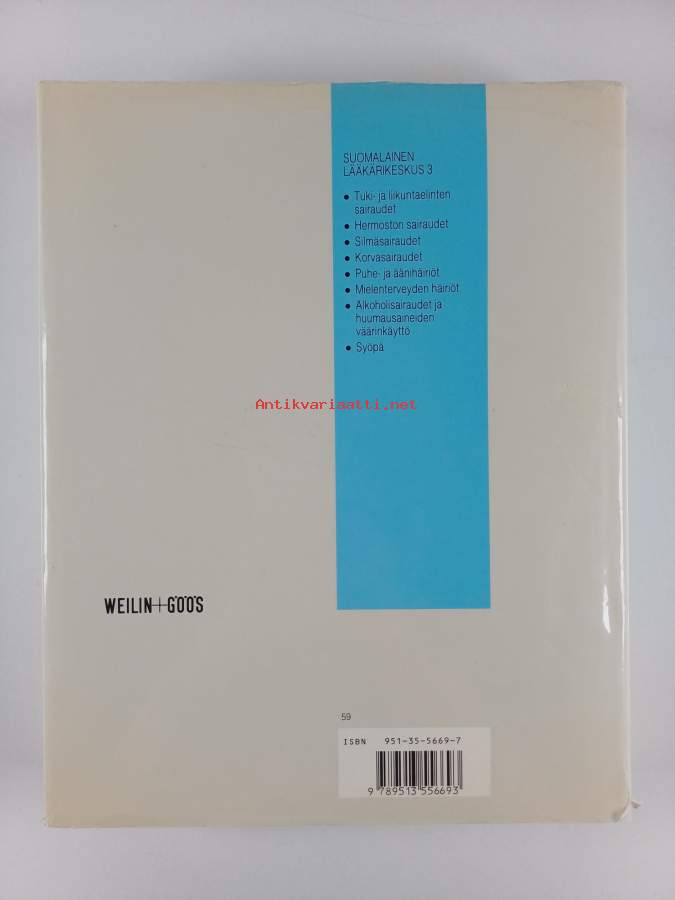 SUOMALAINEN
LÄÄKÄRIKESKUS 3
• Tuki- ja liikuntaelinten
sairaudet
• Hermoston sairaudet
• Silmäsairaudet
• Korvasairaudet
• Puhe- ja äänihäiriöt
• Mielenterveyden häiriöt
• Alkoholisairaudet ja
huumausaineiden
väärinkäyttö
• Syöpä
Antikvariaatti.net
WEILIN+GÖÖS
59
ISBN 951-35-5669-7
9 789513 556693